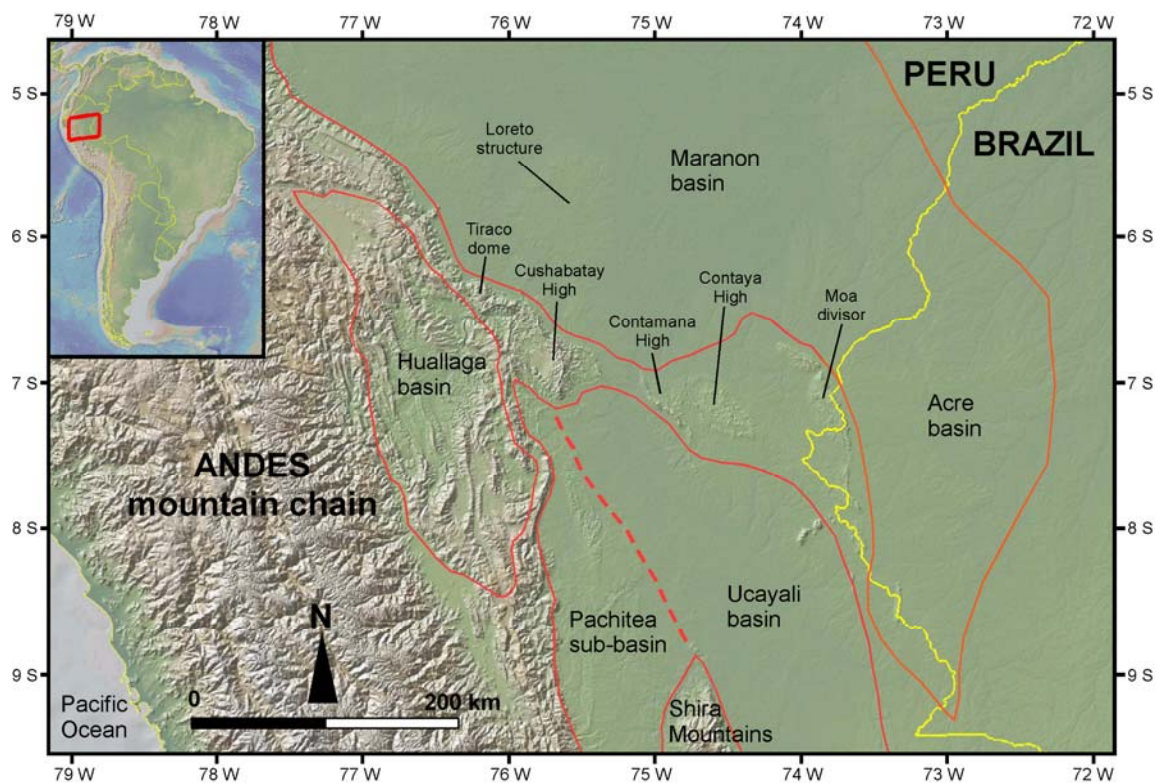 79 W
78 W
77 W
76 W
75 W
74 W
73 W
72 W
5 S
5 S
PERU
BRAZIL
Loreto
structure
Maranon
basin
6 S
6 S
Tiraco
dome
Cushabatay
High
Contaya
High
Moa
divisor
Contamana
High
Huallaga
basin
7 S
7 S
Acre
basin
ANDES
mountain chain
8 S
8 S
Ucayali
basin
Pachitea
sub-basin
N
9 S
9 S
0
200 km
Pacific
Ocean
Shira
Mountains
79 W
78 W
77 W
76 W
75 W
74 W
73 W
72 W